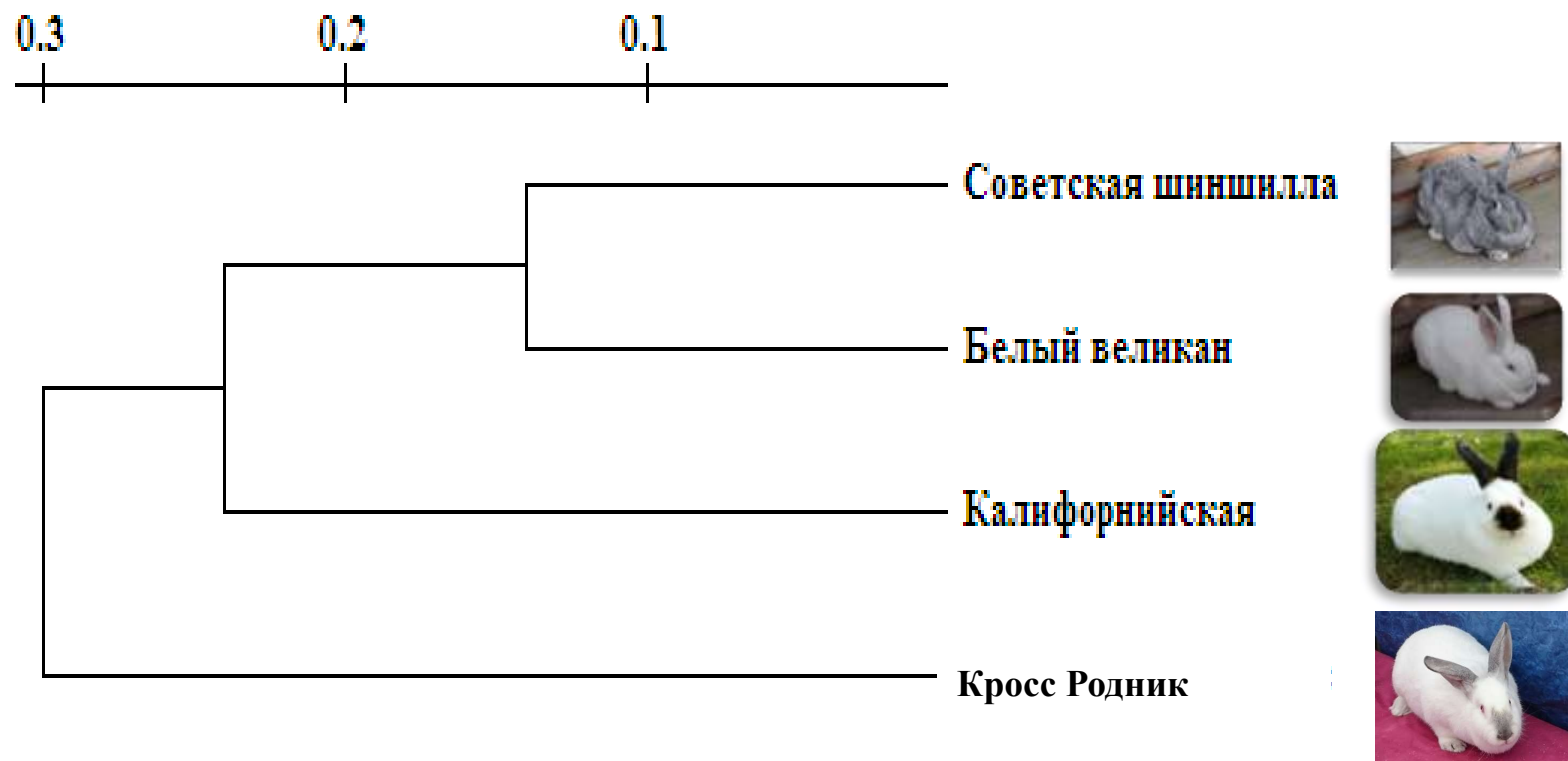 0.3 0.2 0.1
Советская шиншилла
Белый великан
Калифорнийская
Кросс Родник